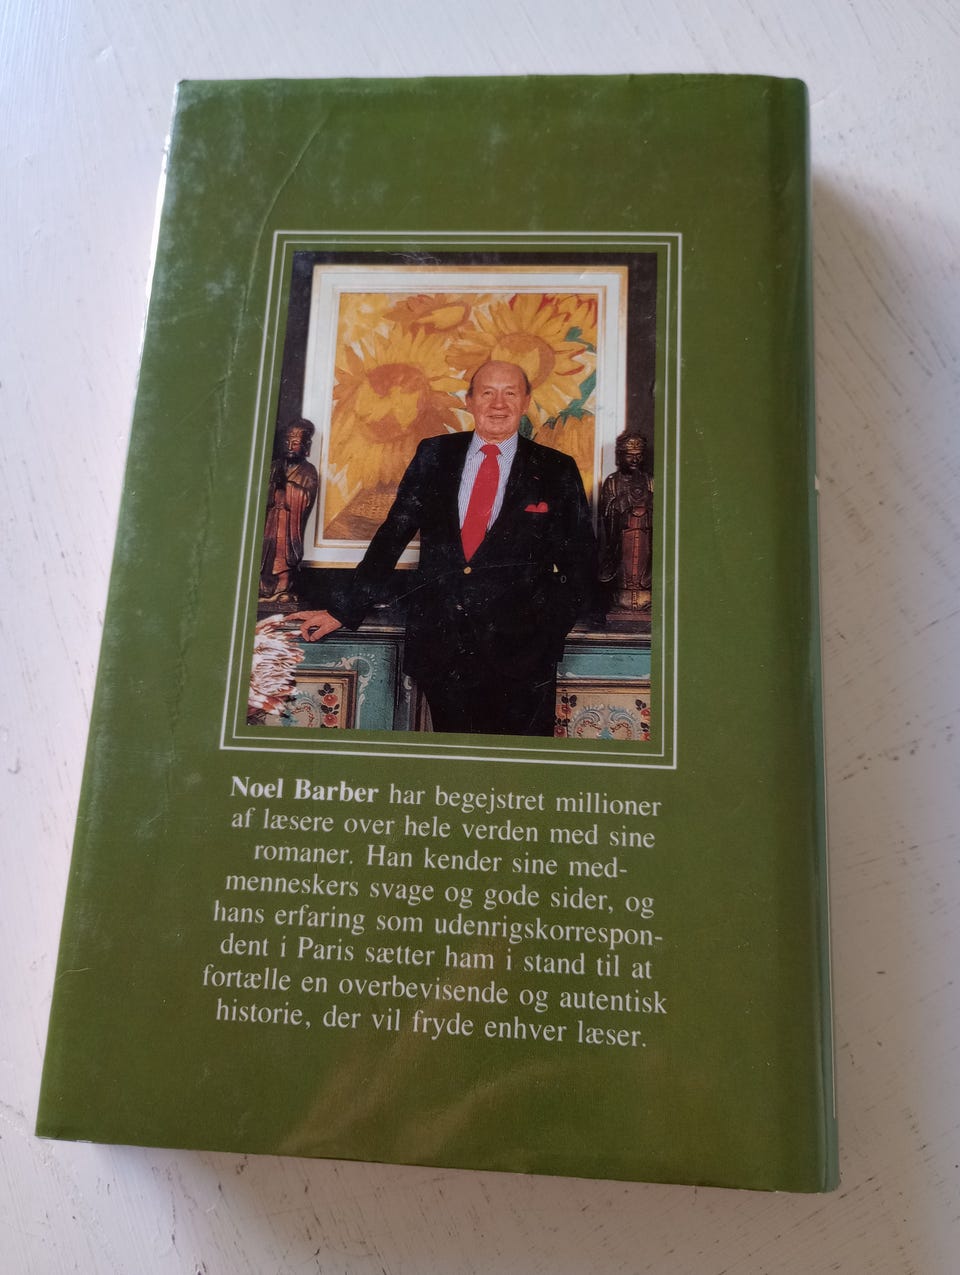 Noel Barber har begejstret millioner
af læsere over hele verden med sine
romaner. Han kender sine med-
menneskers svage og gode sider, og
hans erfaring som udenrigskorrespon-
dent i Paris sætter ham i stand til at
fortælle en overbevisende og autentisk
historie, der vil fryde enhver læser.